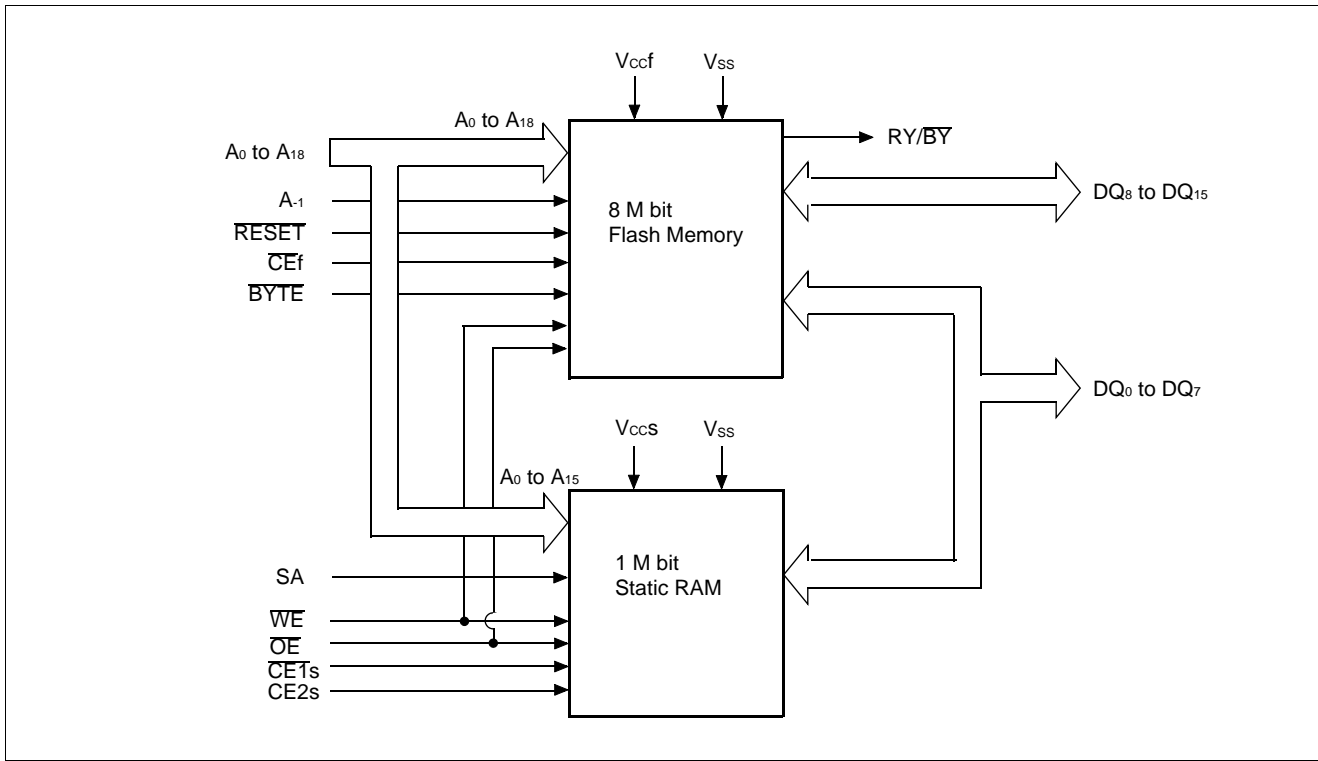 VCCf VSS
A0 to A18
RY/BY
A0 to A18
DQ8 to DQ15
A-1
8 M bit
Flash Memory
RESET
CEf
BYTE
DQ0 to DQ7
VCCs VSS
A0 to A15
1 M bit
Static RAM
SA
WE
OE
CE1s
CE2s